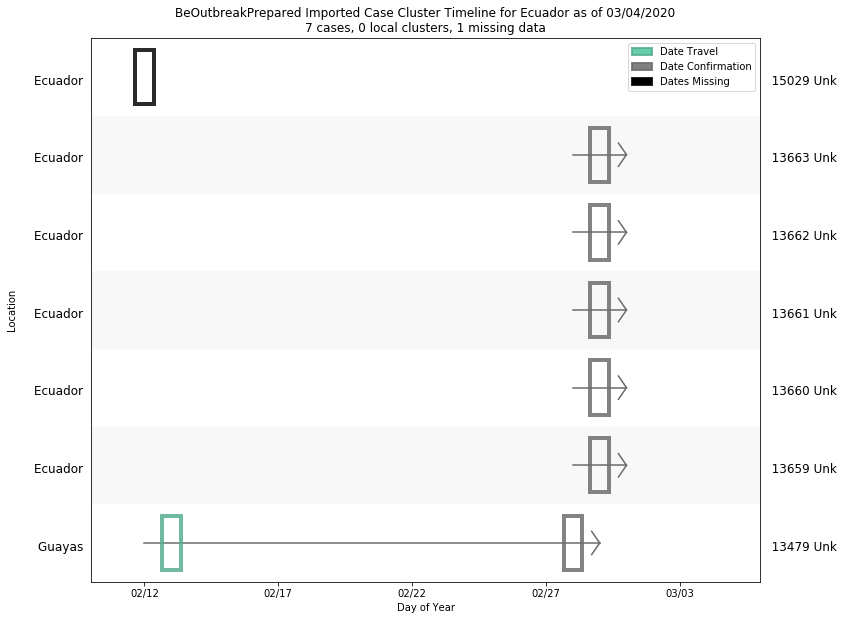 BeOutbreakPrepared Imported Case Cluster Timeline for Ecuador as of 03/04/2020
7 cases, 0 local clusters, 1 missing data
Date Travel
Date Confirmation
Dates Missing
Ecuador 15029 Unk
Ecuador 13663 Unk
Ecuador 13662 Unk
Ecuador 13661 Unk
Ecuador 13660 Unk
Ecuador 13659 Unk
Guayas 13479 Unk
Location
02/12 02/17 02/22 02/27 03/03
Day of Year